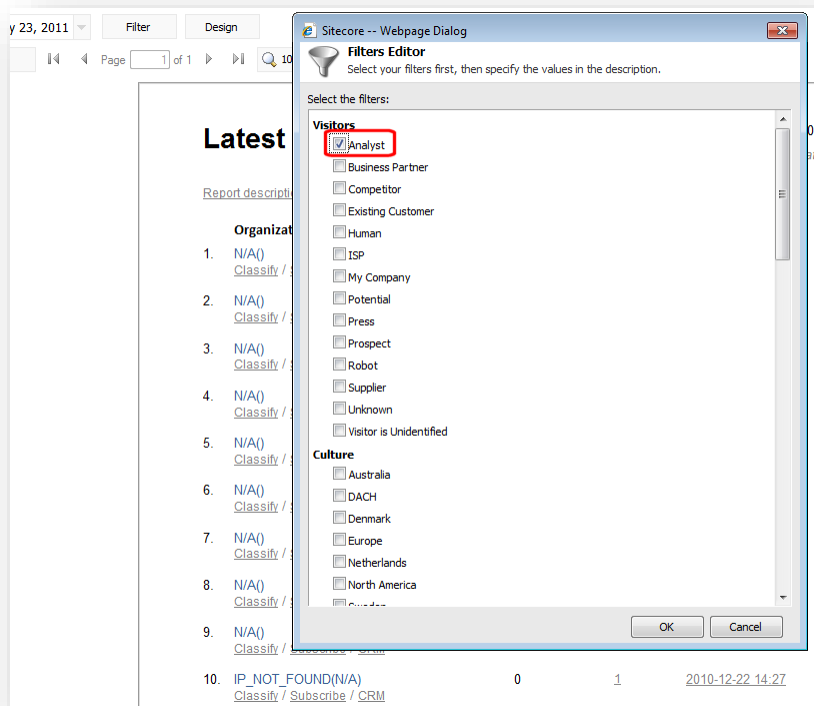 y 23, 2011
Filter
Design
Page 1 of 1
10
Latest
Report descripti
Organizat
1. N/A()
Classify /
2. N/A()
Classify /
3. N/A()
Classify /
4. N/A()
Classify /
5. N/A()
Classify /
6. N/A()
Classify /
7. N/A()
Classify /
8. N/A()
Classify /
9. N/A()
Classify / Subscribe / CRM
10. IP_NOT_FOUND(N/A) 0 1 2010-12-22 14:27
Classify / Subscribe / CRM
Sitecore -- Webpage Dialog
Filters Editor
Select your filters first, then specify the values in the description.
Select the filters:
Visitors
Analyst
Business Partner
Competitor
Existing Customer
Human
ISP
My Company
Potential
Press
Prospect
Robot
Supplier
Unknown
Visitor is Unidentified
Culture
Australia
DACH
Denmark
Europe
Netherlands
North America
Sweden
OK
Cancel